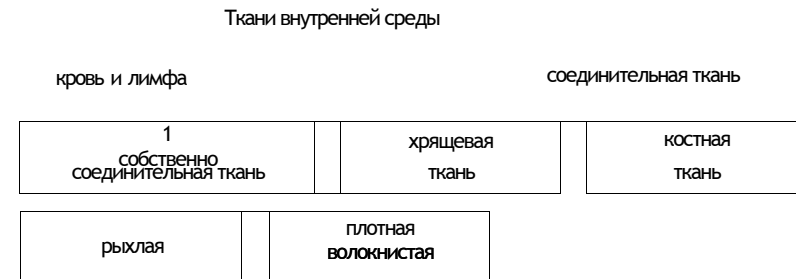 Ткани внутренней среды
кровь и лимфа
соединительная ткань
1
собственно
соединительная ткань
хрящевая
ткань
костная
ткань
рыхлая
плотная
волокнистая